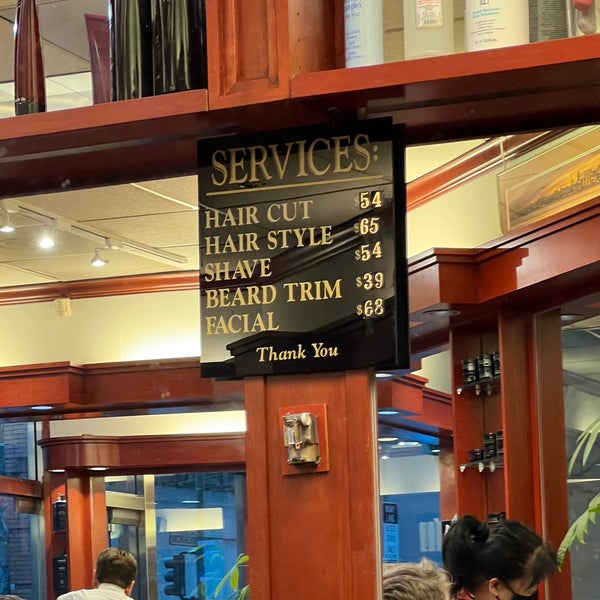 SERVICES:
HAIR CUT $54
HAIR STYLE $65
SHAVE $54
BEARD TRIM $39
FACIAL $68
Thank You